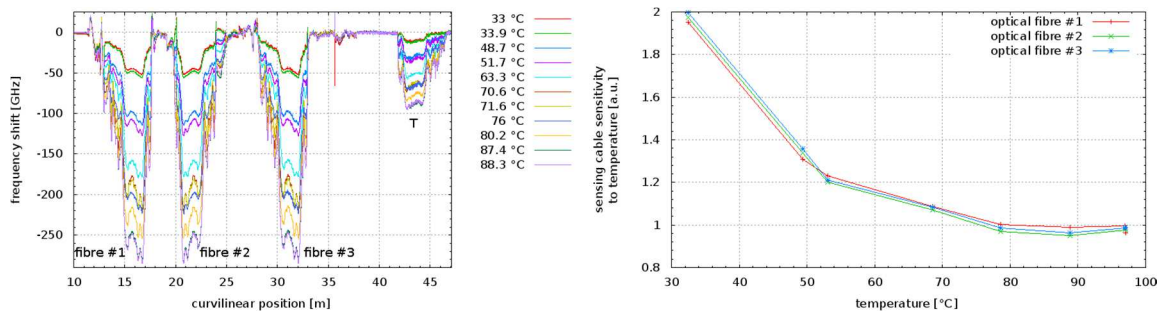 0
-50
-100
-150
-200
-250
frequency shift [GHz]
T
fibre #1
fibre #2
fibre #3
10 15 20 25 30 35 40 45
curvilinear position [m]
33 °C
33.9 °C
48.7 °C
51.7 °C
63.3 °C
70.6 °C
71.6 °C
76 °C
80.2 °C
87.4 °C
88.3 °C
2
1.8
1.6
1.4
1.2
1
0.8
sensing cable sensitivity
to temperature [a.u.]
optical fibre #1
optical fibre #2
optical fibre #3
30 40 50 60 70 80 90 100
temperature [°C]